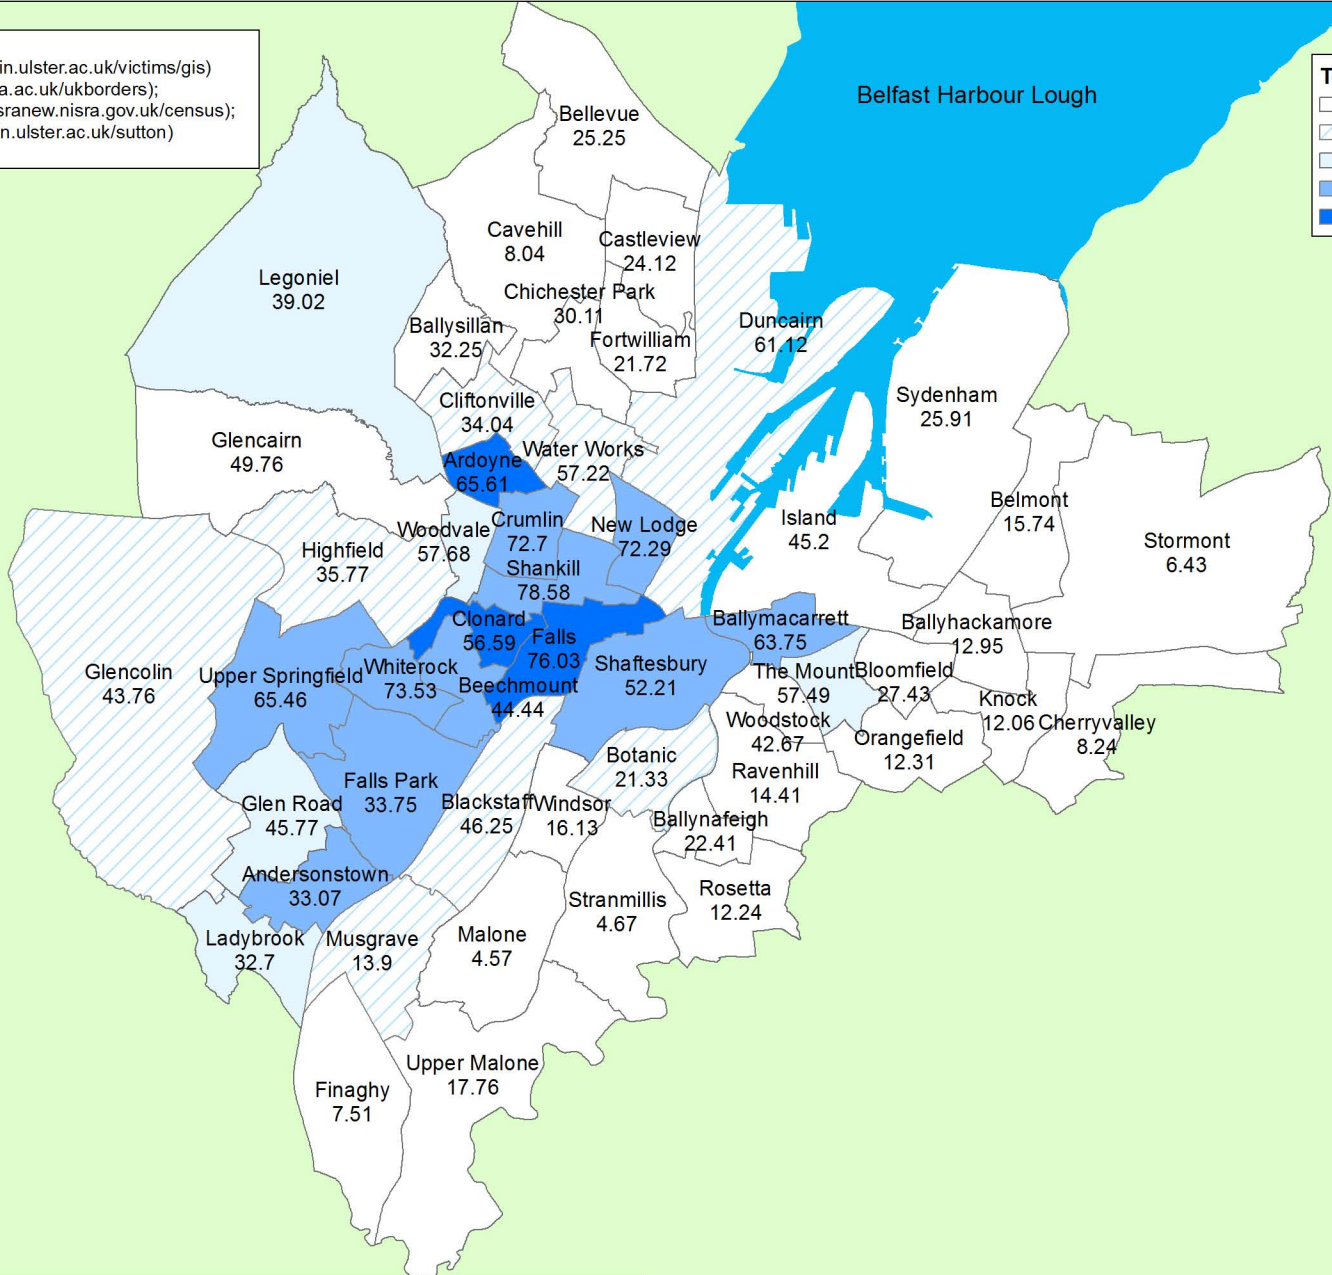 in.ulster.ac.uk/victims/gis)
a.ac.uk/ukborders);
sranew.nisra.gov.uk/census);
n.ulster.ac.uk/sutton)
T
Belfast Harbour Lough
Bellevue
25.25
Cavehill
8.04
Castleview
24.12
Legoniel
39.02
Chichester Park
30.11
Ballysillan
32.25
Fortwilliam
21.72
Duncairn
61.12
Cliftonville
34.04
Sydenham
25.91
Glencairn
49.76
Ardoyne
65.61
Water Works
57.22
Belmont
15.74
Woodvale
57.68
Crumlin
72.7
New Lodge
72.29
Island
45.2
Stormont
6.43
Highfield
35.77
Shankill
78.58
Clonard
56.59
Falls
76.03
Ballymacarrett
63.75
Ballyhackamore
12.95
Glencolin
43.76
Upper Springfield
65.46
Whiterock
73.53
Beechmount
44.44
Shaftesbury
52.21
The Mount
57.49
Bloomfield
27.43
Knock
12.06
Cherryvalley
8.24
Woodstock
42.67
Orangefield
12.31
Botanic
21.33
Ravenhill
14.41
Falls Park
33.75
Glen Road
45.77
Blackstaff
46.25
Windsor
16.13
Ballynafeigh
22.41
Andersonstown
33.07
Stranmillis
4.67
Rosetta
12.24
Ladybrook
32.7
Musgrave
13.9
Malone
4.57
Upper Malone
17.76
Finaghy
7.51